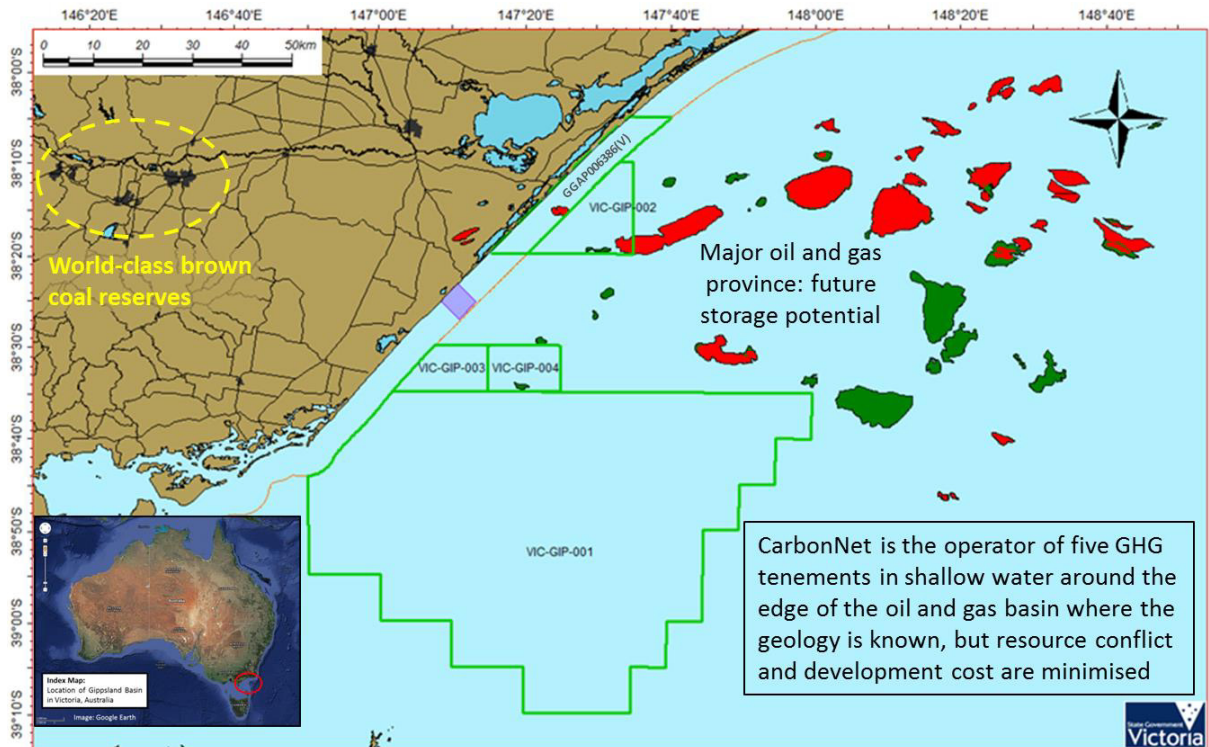 146°20'E 146°40'E 147°00'E 147°20'E 147°40'E 148°00'E 148°20'E 148°40'E
0 10 20 30 40 50km
38°00'S
38°10'S
38°20'S
38°30'S
38°40'S
38°50'S
39°00'S
39°10'S
World-class brown
coal reserves
GGAP006386(V)
VIC-GIP-002
Major oil and gas
province: future
storage potential
VIC-GIP-003
VIC-GIP-004
VIC-GIP-001
CarbonNet is the operator of five GHG
tenements in shallow water around the
edge of the oil and gas basin where the
geology is known, but resource conflict
and development cost are minimised
Index Map:
Location of Gippsland Basin
in Victoria, Australia
Image: Google Earth
State Government
Victoria